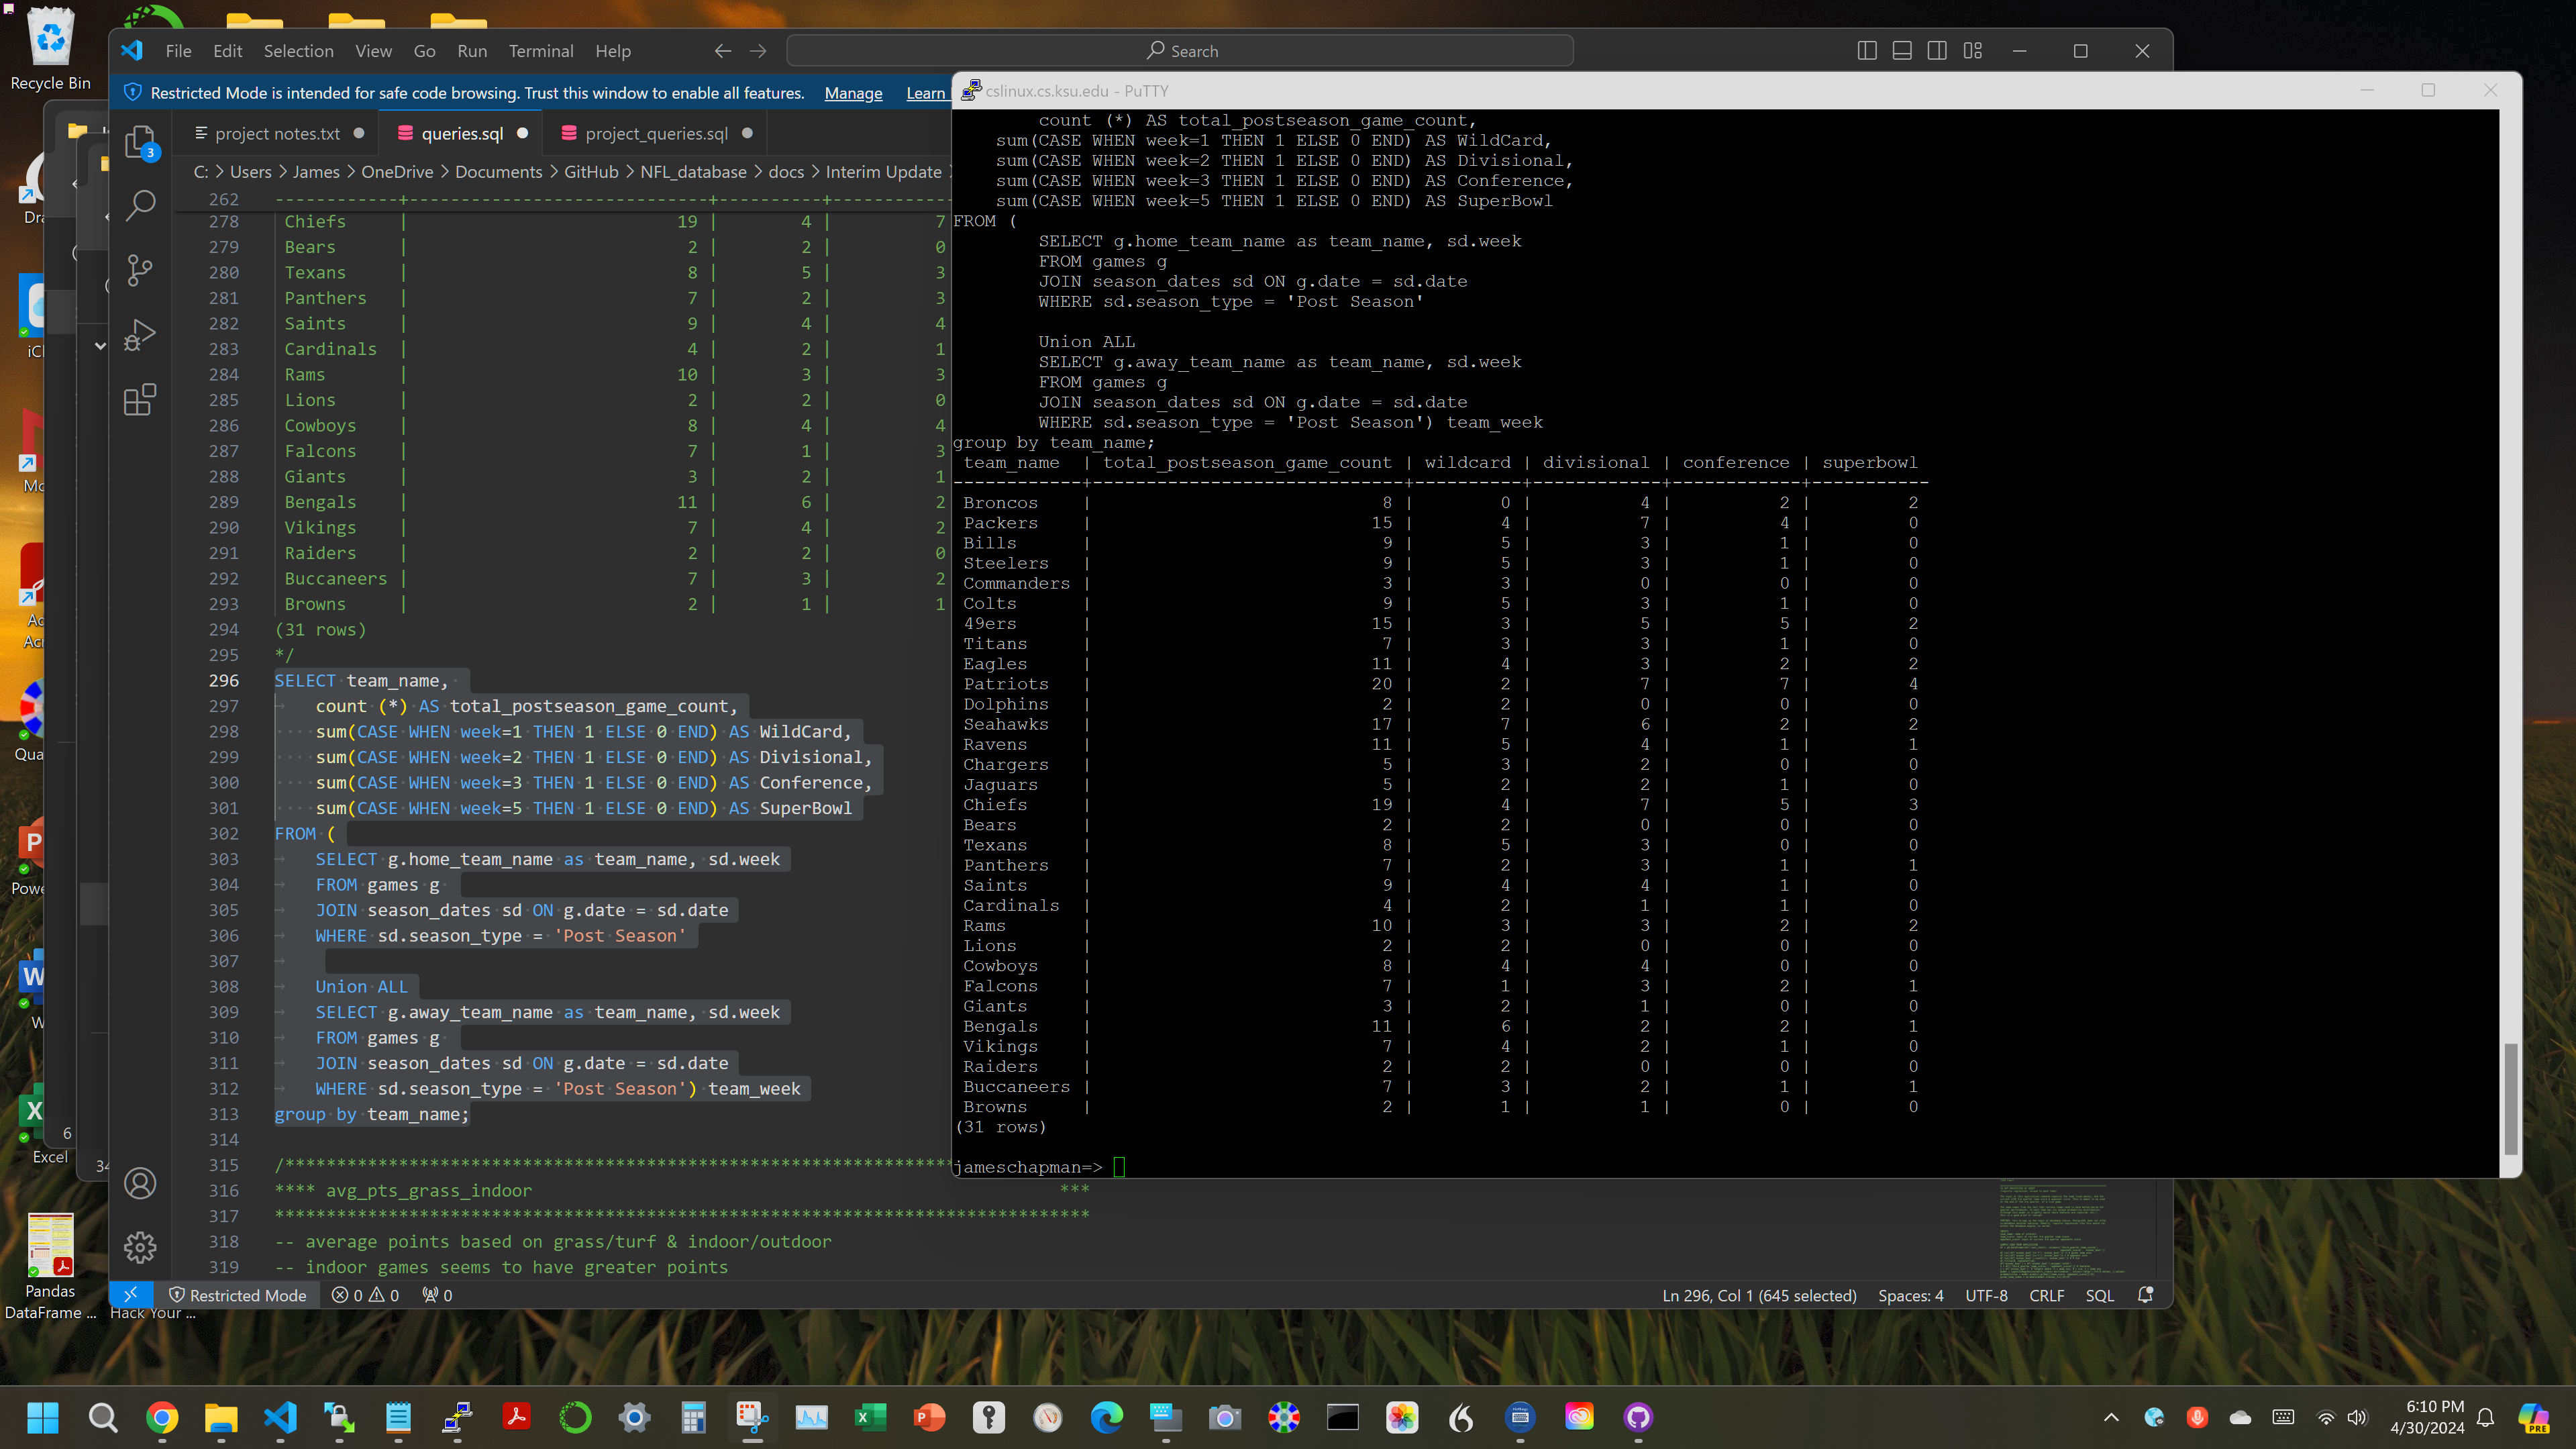 Recycle Bin
File Edit Selection View Go Run Terminal Help
Search
Restricted Mode is intended for safe code browsing. Trust this window to enable all features. Manage Learn
project notes.txt
queries.sql
project_queries.sql
C: > Users > James > OneDrive > Documents > GitHub > NFL_database > docs > Interim Update
262 ------------+-----------------------------+-----------+------------
278 Chiefs | 19 | 4 | 7
279 Bears | 2 | 2 | 0
280 Texans | 8 | 5 | 3
281 Panthers | 7 | 2 | 3
282 Saints | 9 | 4 | 4
283 Cardinals | 4 | 2 | 1
284 Rams | 10 | 3 | 3
285 Lions | 2 | 2 | 0
286 Cowboys | 8 | 4 | 4
287 Falcons | 7 | 1 | 3
288 Giants | 3 | 2 | 1
289 Bengals | 11 | 6 | 2
290 Vikings | 7 | 4 | 2
291 Raiders | 2 | 2 | 0
292 Buccaneers | 7 | 3 | 2
293 Browns | 2 | 1 | 1
294 (31 rows)
295 */
296 SELECT team_name,
297 count (*) AS total_postseason_game_count,
298 sum(CASE WHEN week=1 THEN 1 ELSE 0 END) AS WildCard,
299 sum(CASE WHEN week=2 THEN 1 ELSE 0 END) AS Divisional,
300 sum(CASE WHEN week=3 THEN 1 ELSE 0 END) AS Conference,
301 sum(CASE WHEN week=5 THEN 1 ELSE 0 END) AS SuperBowl
302 FROM (
303 SELECT g.home_team_name as team_name, sd.week
304 FROM games g
305 JOIN season_dates sd ON g.date = sd.date
306 WHERE sd.season_type = 'Post Season'
307
308 Union ALL
309 SELECT g.away_team_name as team_name, sd.week
310 FROM games g
311 JOIN season_dates sd ON g.date = sd.date
312 WHERE sd.season_type = 'Post Season') team_week
313 group by team_name;
314
315 /*****************************************************************
316 **** avg_pts_grass_indoor ***
317 *******************************************************************************
318 -- average points based on grass/turf & indoor/outdoor
319 -- indoor games seems to have greater points
Restricted Mode
0 0
0
Ln 296, Col 1 (645 selected) Spaces: 4 UTF-8 CRLF SQL
cslinux.cs.ksu.edu - PuTTY
count (*) AS total_postseason_game_count,
sum(CASE WHEN week=1 THEN 1 ELSE 0 END) AS WildCard,
sum(CASE WHEN week=2 THEN 1 ELSE 0 END) AS Divisional,
sum(CASE WHEN week=3 THEN 1 ELSE 0 END) AS Conference,
sum(CASE WHEN week=5 THEN 1 ELSE 0 END) AS SuperBowl
FROM (
SELECT g.home_team_name as team_name, sd.week
FROM games g
JOIN season_dates sd ON g.date = sd.date
WHERE sd.season_type = 'Post Season'
Union ALL
SELECT g.away_team_name as team_name, sd.week
FROM games g
JOIN season_dates sd ON g.date = sd.date
WHERE sd.season_type = 'Post Season') team_week
group by team_name;
team_name | total_postseason_game_count | wildcard | divisional | conference | superbowl
------------+-----------------------------+----------+------------+------------+-----------
Broncos | 8 | 0 | 4 | 2 | 2
Packers | 15 | 4 | 7 | 4 | 0
Bills | 9 | 5 | 3 | 1 | 0
Steelers | 9 | 5 | 3 | 1 | 0
Commanders | 3 | 3 | 0 | 0 | 0
Colts | 9 | 5 | 3 | 1 | 0
49ers | 15 | 3 | 5 | 5 | 2
Titans | 7 | 3 | 3 | 1 | 0
Eagles | 11 | 4 | 3 | 2 | 2
Patriots | 20 | 2 | 7 | 7 | 4
Dolphins | 2 | 2 | 0 | 0 | 0
Seahawks | 17 | 7 | 6 | 2 | 2
Ravens | 11 | 5 | 4 | 1 | 1
Chargers | 5 | 3 | 2 | 0 | 0
Jaguars | 5 | 2 | 2 | 1 | 0
Chiefs | 19 | 4 | 7 | 5 | 3
Bears | 2 | 2 | 0 | 0 | 0
Texans | 8 | 5 | 3 | 0 | 0
Panthers | 7 | 2 | 3 | 1 | 1
Saints | 9 | 4 | 4 | 1 | 0
Cardinals | 4 | 2 | 1 | 1 | 0
Rams | 10 | 3 | 3 | 2 | 2
Lions | 2 | 2 | 0 | 0 | 0
Cowboys | 8 | 4 | 4 | 0 | 0
Falcons | 7 | 1 | 3 | 2 | 1
Giants | 3 | 2 | 1 | 0 | 0
Bengals | 11 | 6 | 2 | 2 | 1
Vikings | 7 | 4 | 2 | 1 | 0
Raiders | 2 | 2 | 0 | 0 | 0
Buccaneers | 7 | 3 | 2 | 1 | 1
Browns | 2 | 1 | 1 | 0 | 0
(31 rows)
jameschapman=>
Excel
6
34
Pandas
DataFrame ...
Hack Your ...
6:10 PM
4/30/2024